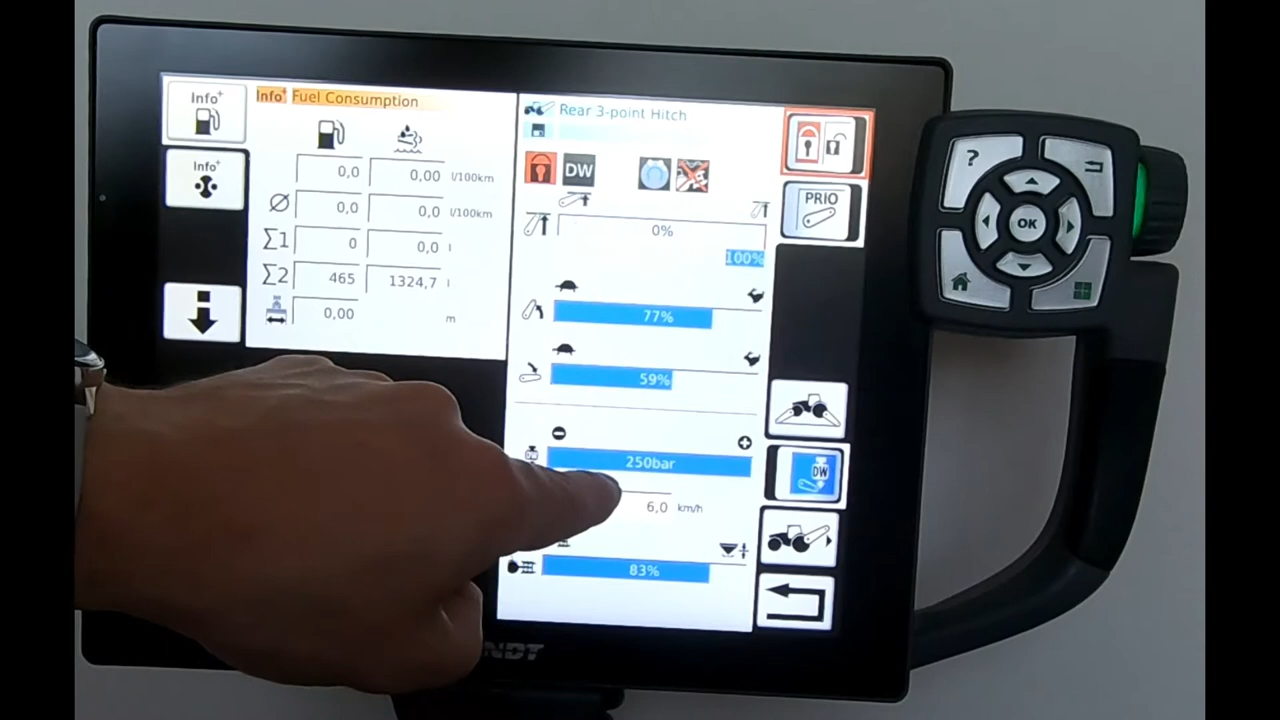 Info+
Info+
Info+ Fuel Consumption
0,0 0,00 l/100km
Ø 0,0 0,0 l/100km
Σ1 0 0,0 l
Σ2 465 1324,7 l
0,00 m
Rear 3-point Hitch
DW
0%
100%
77%
59%
DW 250bar
6,0 km/h
83%
PRIO
DW
?
OK
NDT